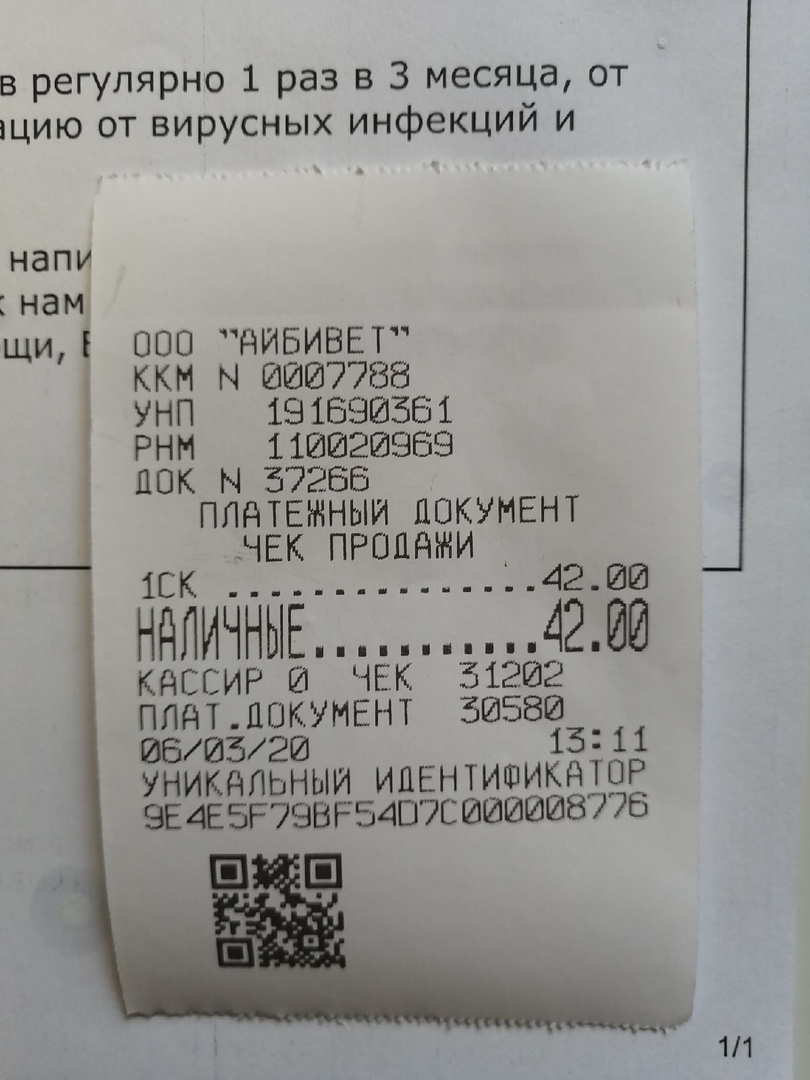 в регулярно 1 раз в 3 месяца, от
ацию от вирусных инфекций и
напи
к нам
ощи,
ООО "АЙБИВЕТ"
ККМ N 0007788
УНП 191690361
РНМ 110020969
ДОК N 37266
ПЛАТЕЖНЫЙ ДОКУМЕНТ
ЧЕК ПРОДАЖИ
1СК ...............42.00
НАЛИЧНЫЕ...........42.00
КАССИР 0 ЧЕК 31202
ПЛАТ.ДОКУМЕНТ 30580
06/03/20 13:11
УНИКАЛЬНЫЙ ИДЕНТИФИКАТОР
9E4E5F79BF54D7C000008776
1/1